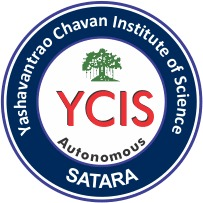 Yashavantrao Chavan Institute of Science
YCIS
Autonomous
SATARA